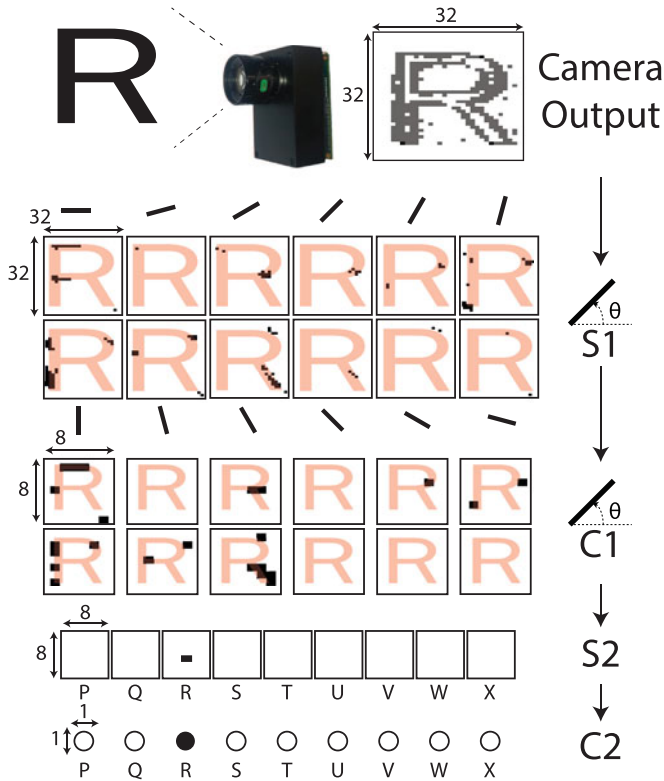 R
32
32
Camera
Output
32
32
θ
S1
8
8
θ
C1
8
8
S2
P Q R S T U V W X
1
1
C2
P Q R S T U V W X